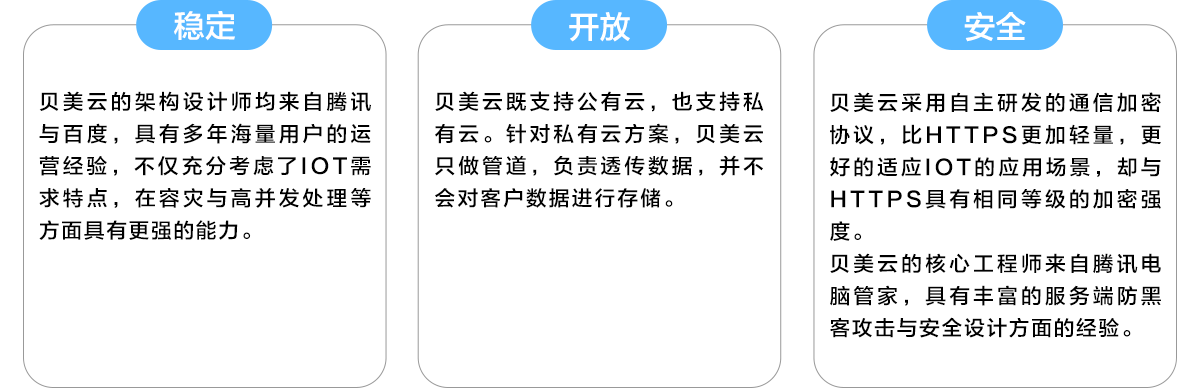 稳定
贝美云的架构设计师均来自腾讯
与百度，具有多年海量用户的运
营经验，不仅充分考虑了IOT需
求特点，在容灾与高并发处理等
方面具有更强的能力。
开放
贝美云既支持公有云，也支持私
有云。针对私有云方案，贝美云
只做管道，负责透传数据，并不
会对客户数据进行存储。
安全
贝美云采用自主研发的通信加密
协议，比HTTPS更加轻量，更
好的适应IOT的应用场景，却与
HTTPS具有相同等级的加密强
度。
贝美云的核心工程师来自腾讯电
脑管家，具有丰富的服务端防黑
客攻击与安全设计方面的经验。